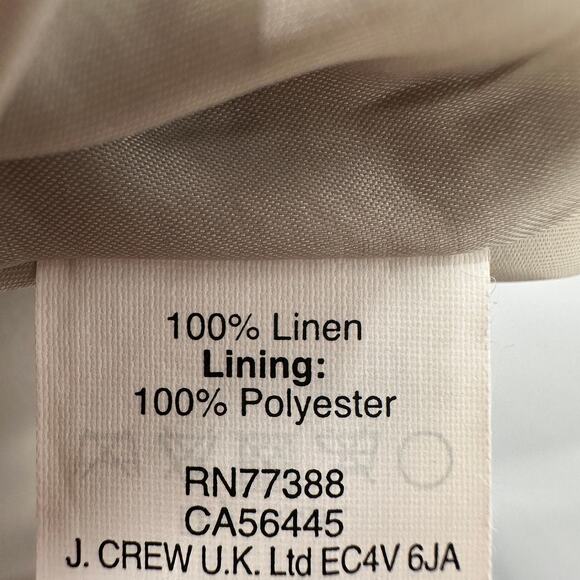 100% Linen
Lining:
100% Polyester
RN77388
CA56445
J. CREW U.K. Ltd EC4V 6JA